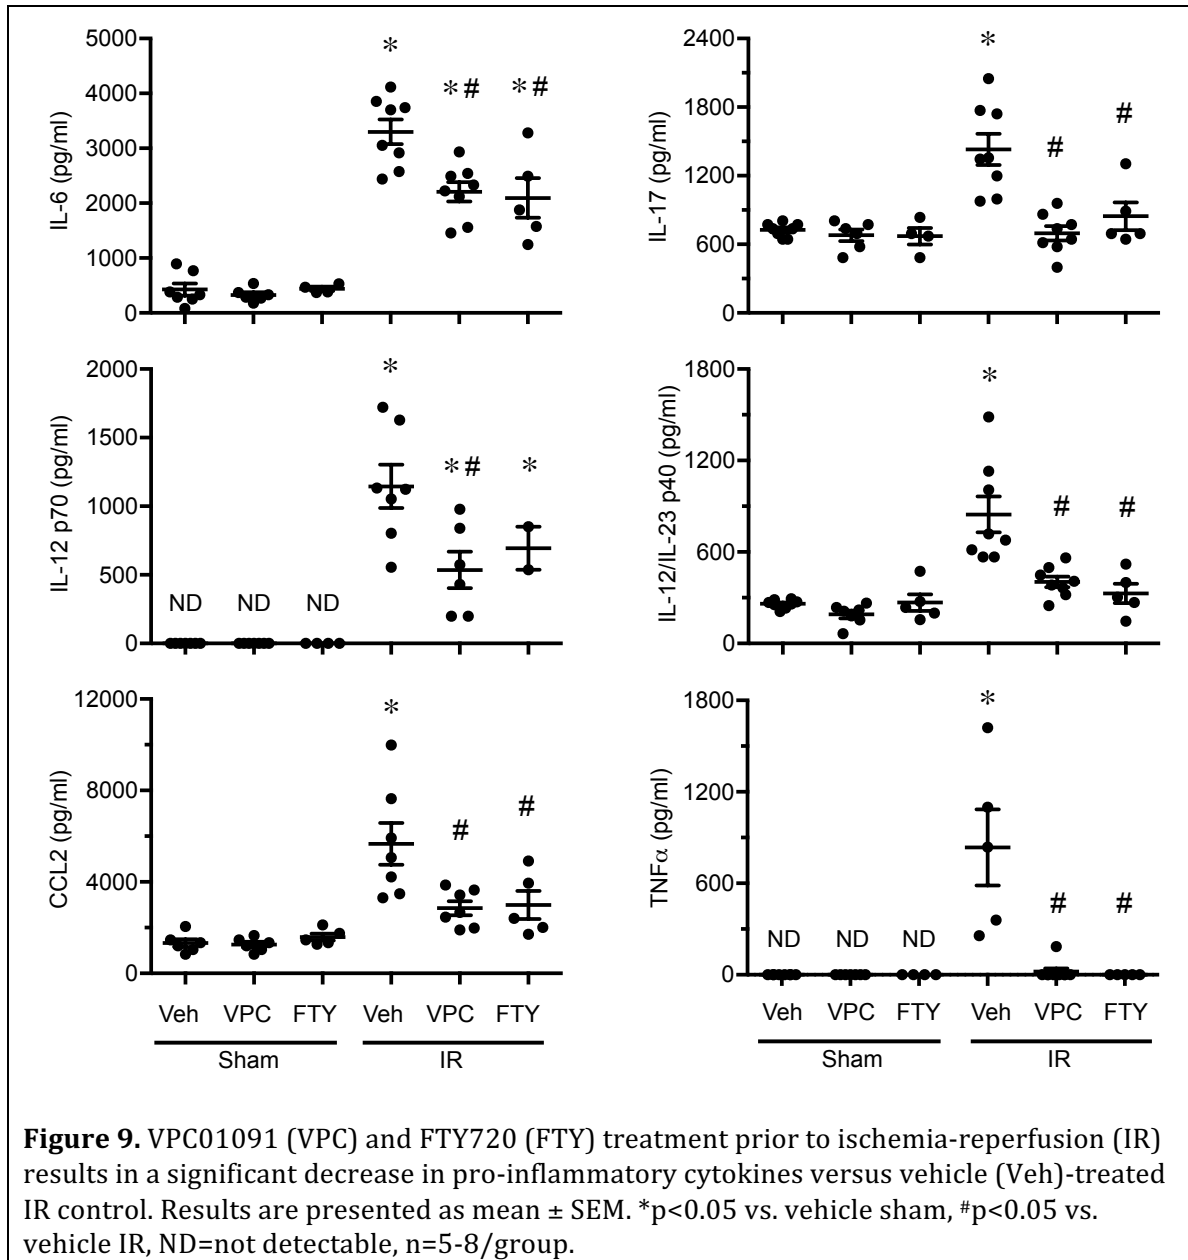 5000
4000
3000
2000
1000
0
IL-6 (pg/ml)
*
*#
*#
2400
1800
1200
600
0
IL-17 (pg/ml)
*
#
#
2000
1500
1000
500
0
IL-12 p70 (pg/ml)
ND
ND
ND
*
*#
*
1800
1200
600
0
IL-12/IL-23 p40 (pg/ml)
*
#
#
12000
8000
4000
0
CCL2 (pg/ml)
*
#
#
Veh VPC FTY Veh VPC FTY
Sham IR
1800
1200
600
0
TNFα (pg/ml)
ND
ND
ND
*
#
#
Veh VPC FTY Veh VPC FTY
Sham IR
Figure 9. VPC01091 (VPC) and FTY720 (FTY) treatment prior to ischemia-reperfusion (IR)
results in a significant decrease in pro-inflammatory cytokines versus vehicle (Veh)-treated
IR control. Results are presented as mean ± SEM. *p<0.05 vs. vehicle sham, #p<0.05 vs.
vehicle IR, ND=not detectable, n=5-8/group.